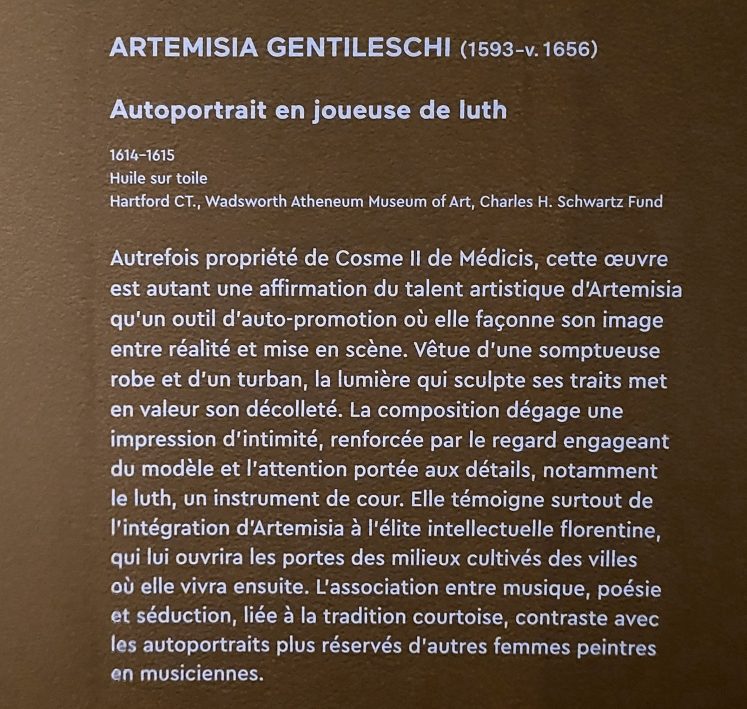 ARTEMISIA GENTILESCHI (1593–v. 1656)
Autoportrait en joueuse de luth
1614–1615
Huile sur toile
Hartford CT., Wadsworth Atheneum Museum of Art, Charles H. Schwartz Fund
Autrefois propriété de Cosme II de Médicis, cette œuvre
est autant une affirmation du talent artistique d'Artemisia
qu'un outil d'auto-promotion où elle façonne son image
entre réalité et mise en scène. Vêtue d'une somptueuse
robe et d'un turban, la lumière qui sculpte ses traits met
en valeur son décolleté. La composition dégage une
impression d'intimité, renforcée par le regard engageant
du modèle et l'attention portée aux détails, notamment
le luth, un instrument de cour. Elle témoigne surtout de
l'intégration d'Artemisia à l'élite intellectuelle florentine,
qui lui ouvrira les portes des milieux cultivés des villes
où elle vivra ensuite. L'association entre musique, poésie
et séduction, liée à la tradition courtoise, contraste avec
les autoportraits plus réservés d'autres femmes peintres
en musiciennes.